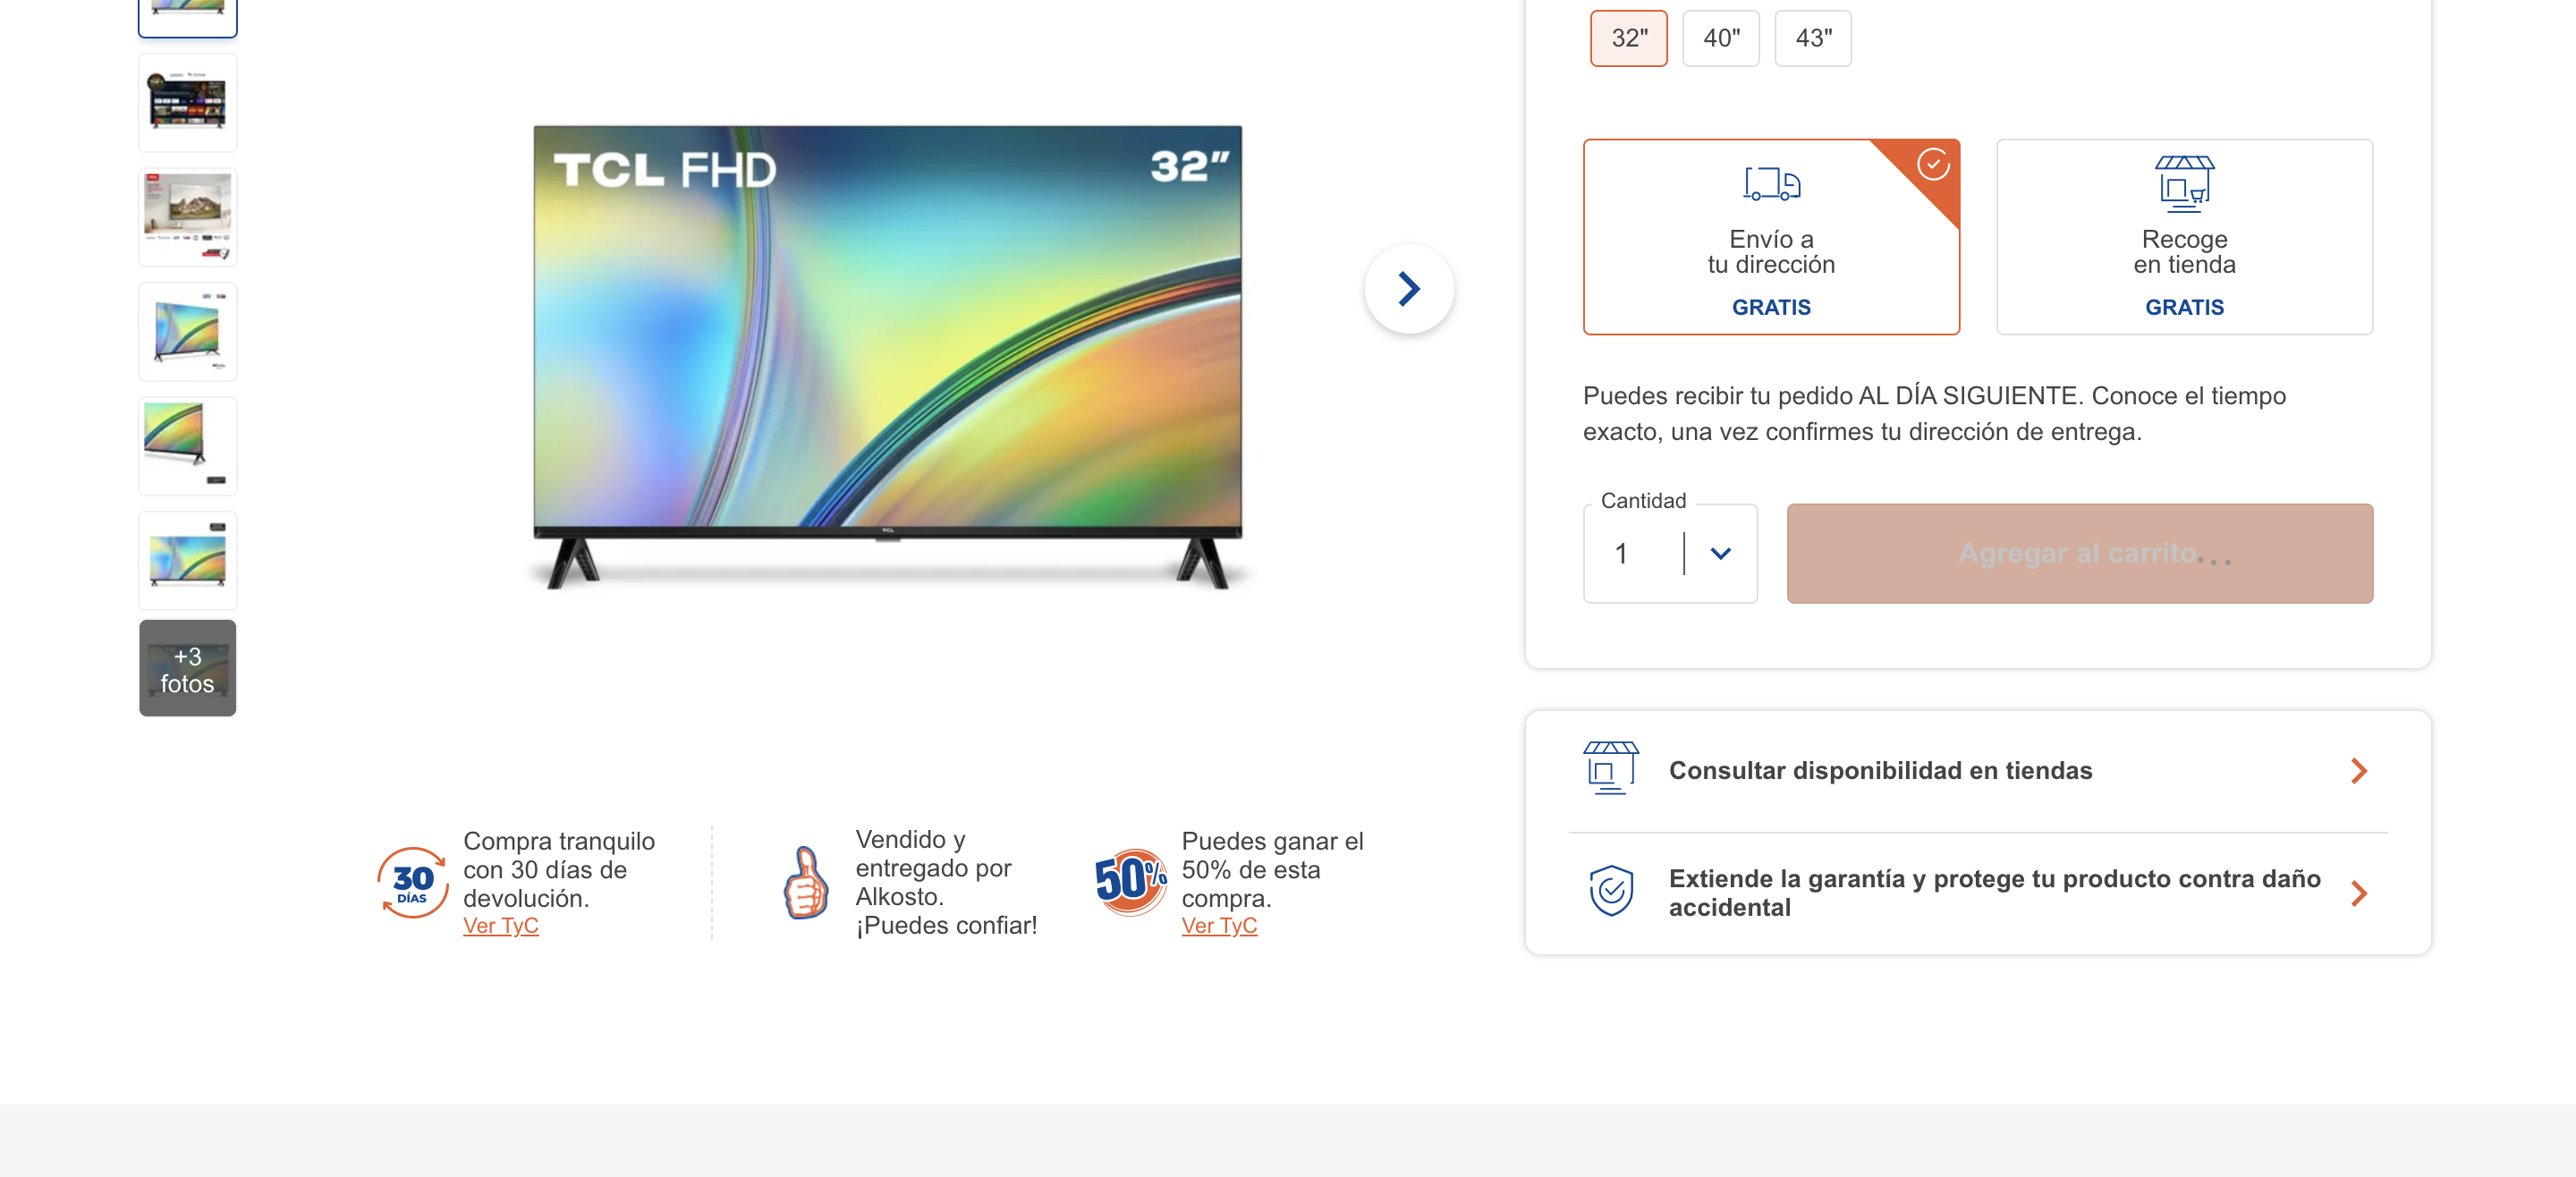 32" 40" 43"
TCL FHD 32"
TCL
+3
fotos
Envío a
tu dirección
GRATIS
Recoge
en tienda
GRATIS
Puedes recibir tu pedido AL DÍA SIGUIENTE. Conoce el tiempo
exacto, una vez confirmes tu dirección de entrega.
Cantidad
1
Agregar al carrito...
30
DÍAS
Compra tranquilo
con 30 días de
devolución.
Ver TyC
Vendido y
entregado por
Alkosto.
¡Puedes confiar!
50%
Puedes ganar el
50% de esta
compra.
Ver TyC
Consultar disponibilidad en tiendas
Extiende la garantía y protege tu producto contra daño
accidental